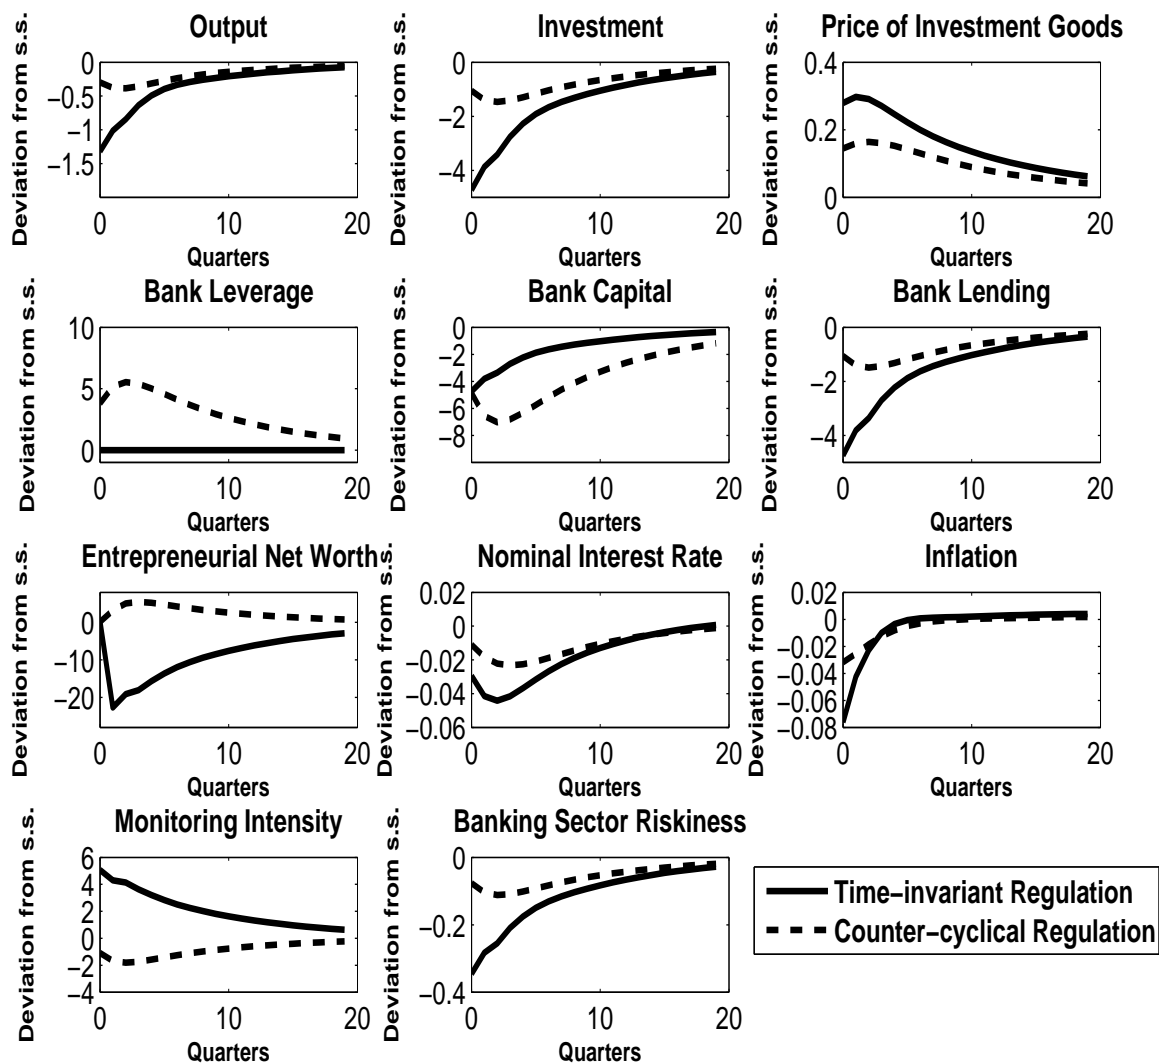 Output
Deviation from s.s.
0
−0.5
−1
−1.5
0 10 20
Quarters
Investment
Deviation from s.s.
0
−2
−4
0 10 20
Quarters
Price of Investment Goods
Deviation from s.s.
0.4
0.2
0
0 10 20
Quarters
Bank Leverage
Deviation from s.s.
10
5
0
0 10 20
Quarters
Bank Capital
Deviation from s.s.
0
−2
−4
−6
−8
0 10 20
Quarters
Bank Lending
Deviation from s.s.
0
−2
−4
0 10 20
Quarters
Entrepreneurial Net Worth
Deviation from s.s.
0
−10
−20
0 10 20
Quarters
Nominal Interest Rate
Deviation from s.s.
0.02
0
−0.02
−0.04
−0.06
0 10 20
Quarters
Inflation
Deviation from s.s.
0.02
0
−0.02
−0.04
−0.06
−0.08
0 10 20
Quarters
Monitoring Intensity
Deviation from s.s.
6
4
2
0
−2
−4
0 10 20
Quarters
Banking Sector Riskiness
Deviation from s.s.
0
−0.2
−0.4
0 10 20
Quarters
Time−invariant Regulation
Counter−cyclical Regulation